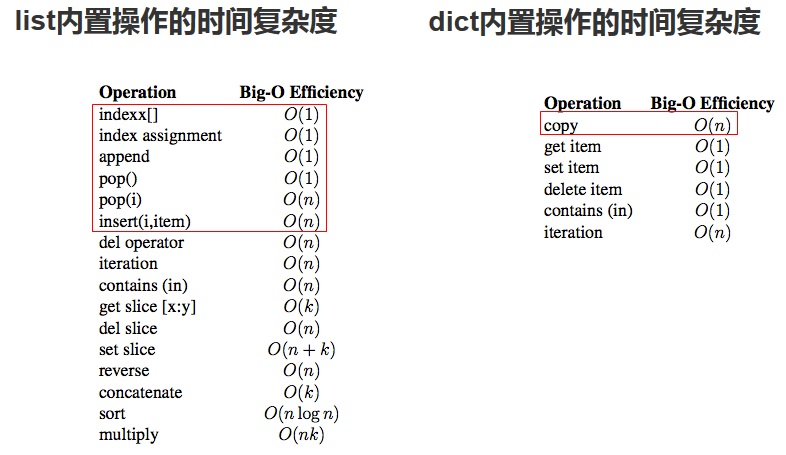 list内置操作的时间复杂度
Operation Big-O Efficiency
indexx[] O(1)
index assignment O(1)
append O(1)
pop() O(1)
pop(i) O(n)
insert(i,item) O(n)
del operator O(n)
iteration O(n)
contains (in) O(n)
get slice [x:y] O(k)
del slice O(n)
set slice O(n + k)
reverse O(n)
concatenate O(k)
sort O(n log n)
multiply O(nk)
dict内置操作的时间复杂度
Operation Big-O Efficiency
copy O(n)
get item O(1)
set item O(1)
delete item O(1)
contains (in) O(1)
iteration O(n)